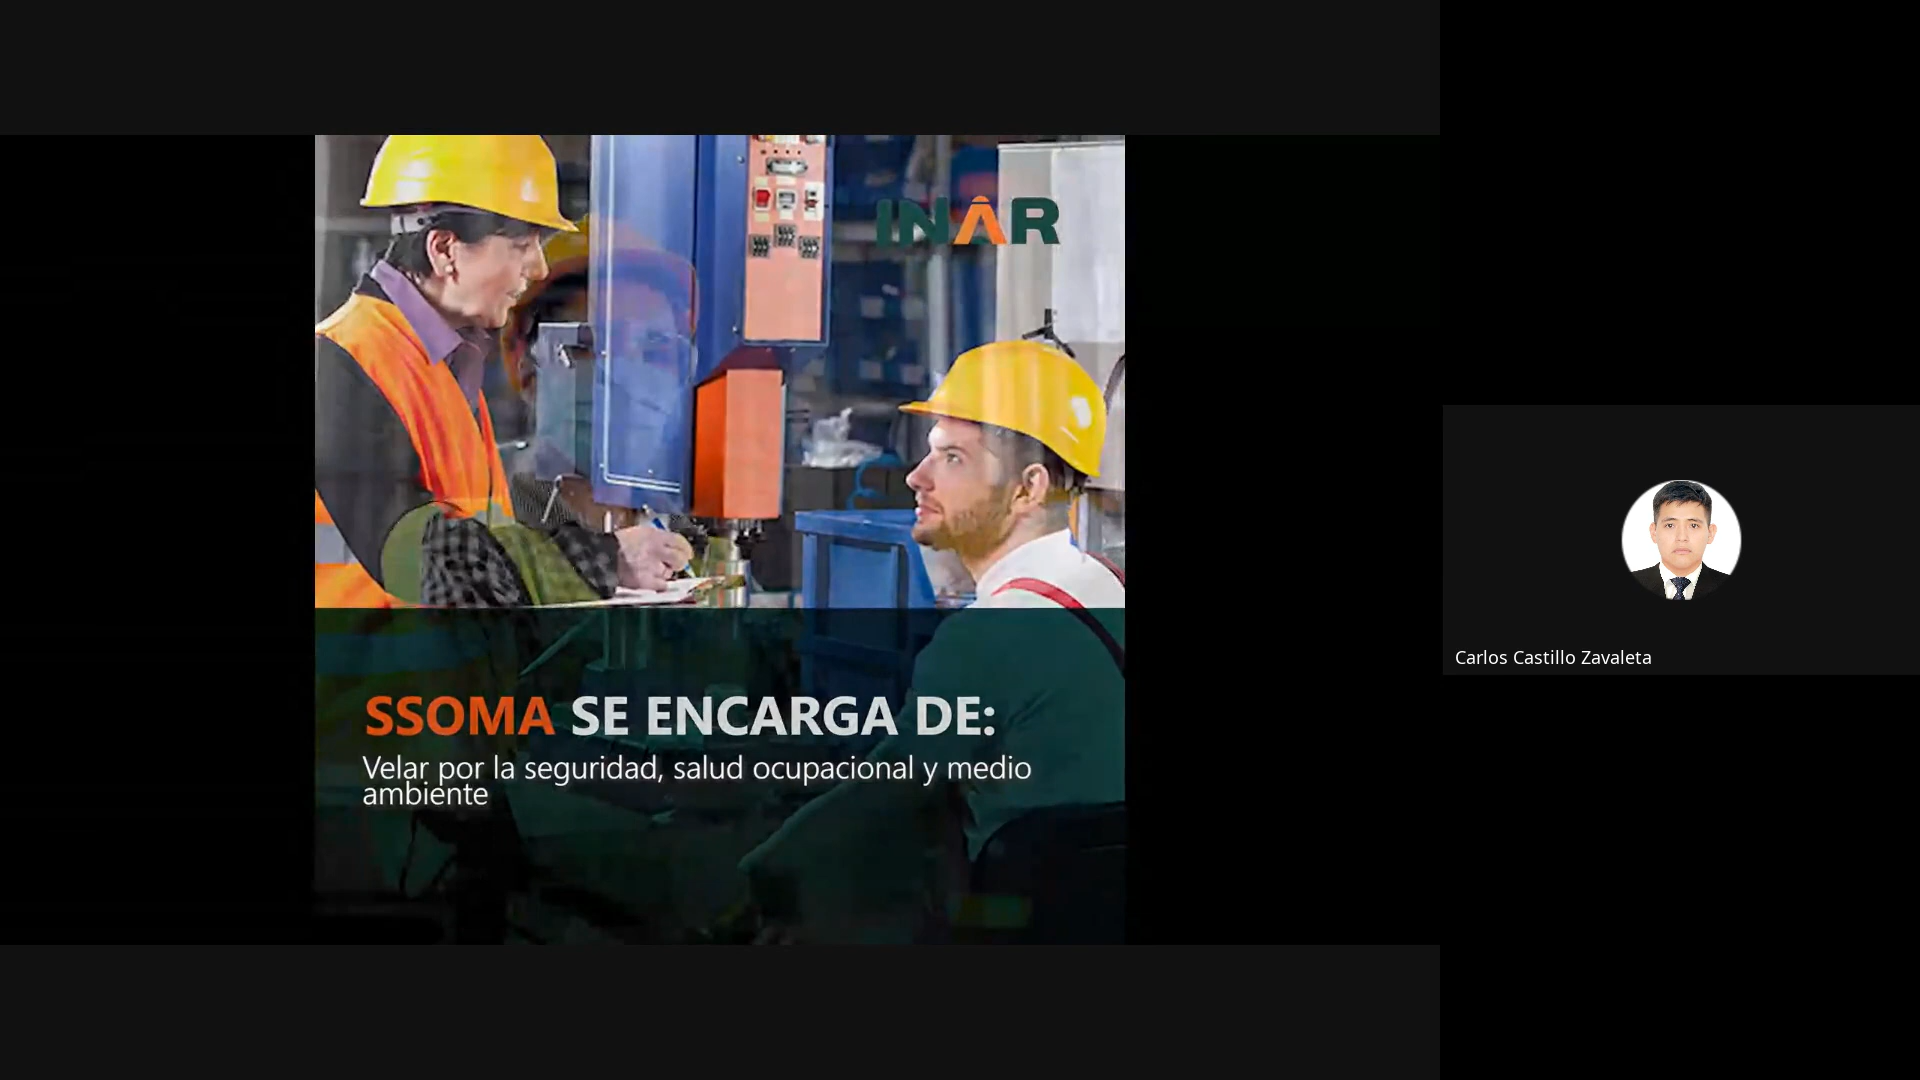 INAR
SSOMA SE ENCARGA DE:
Velar por la seguridad, salud ocupacional y medio
ambiente
Carlos Castillo Zavaleta